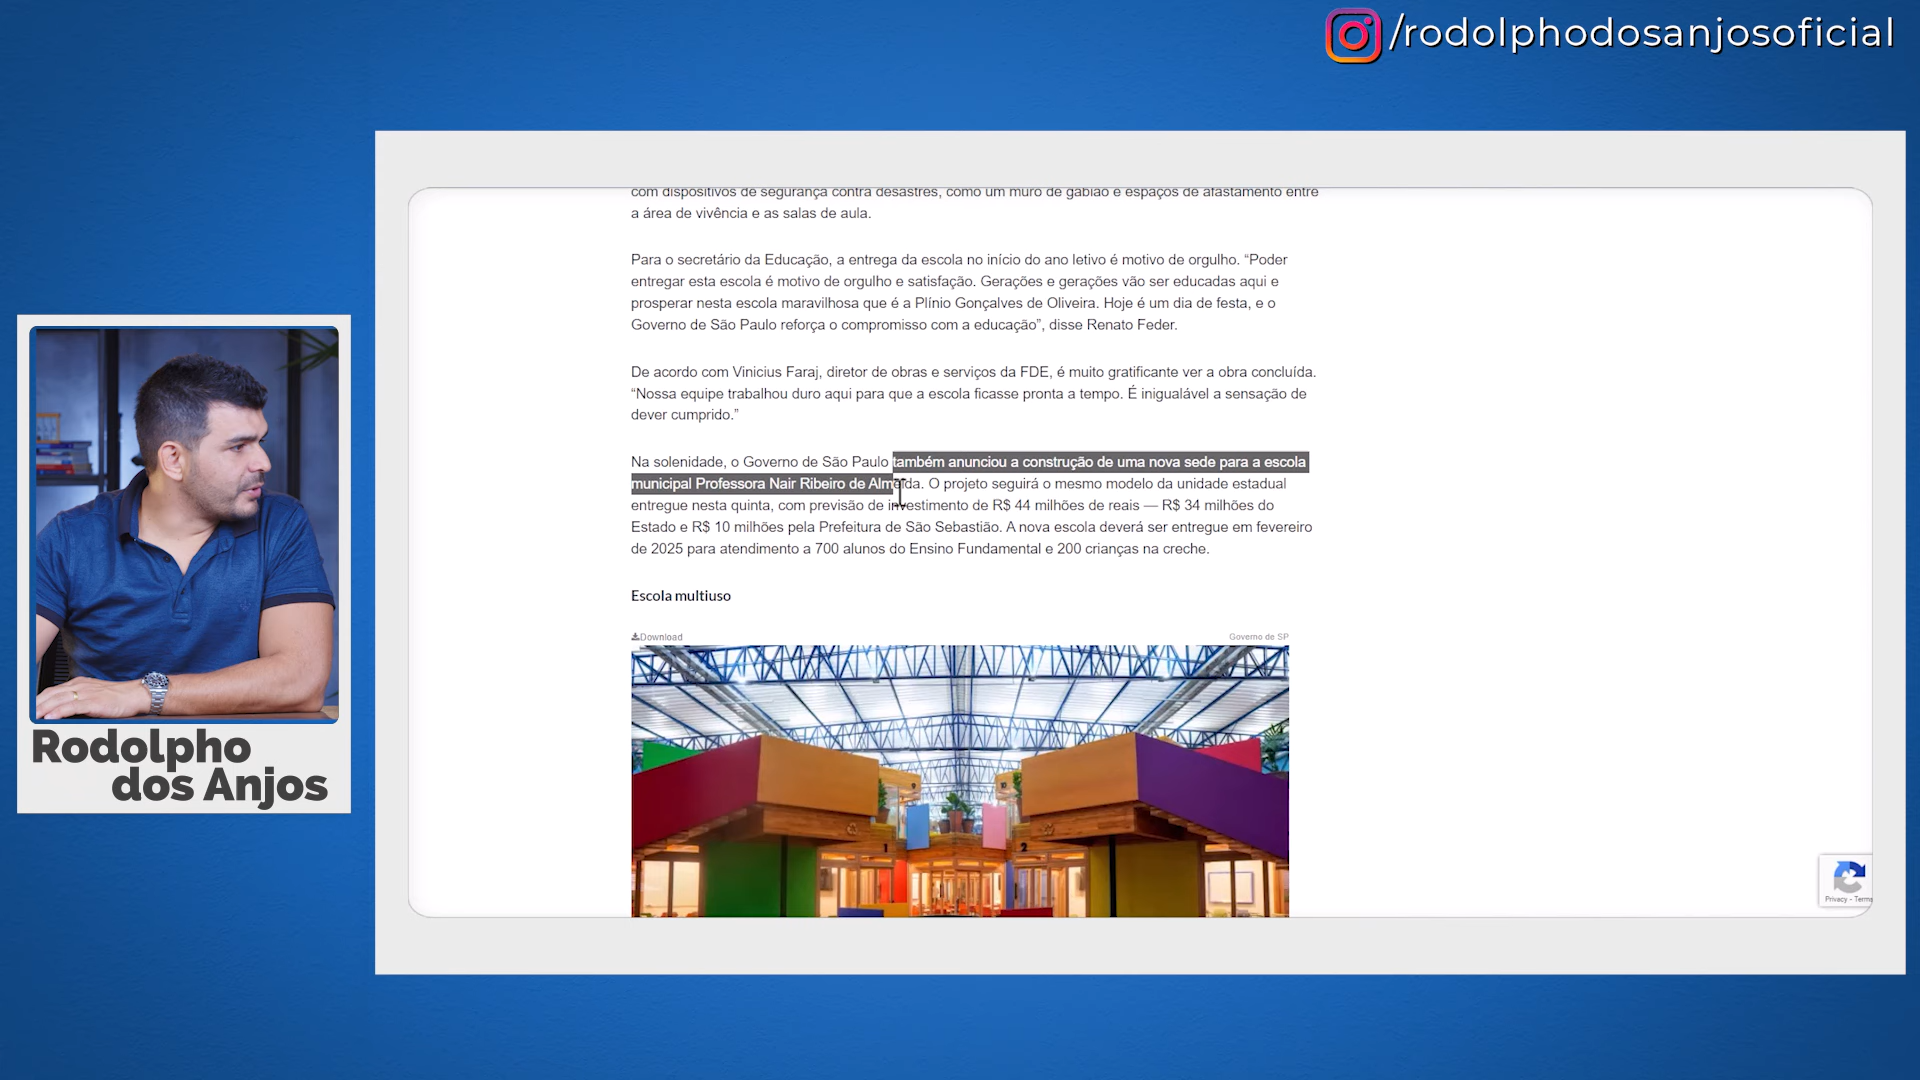 /rodolphodosanjosoficial
com dispositivos de segurança contra desastres, como um muro de gabião e espaços de afastamento entre
a área de vivência e as salas de aula.
Para o secretário da Educação, a entrega da escola no início do ano letivo é motivo de orgulho. “Poder
entregar esta escola é motivo de orgulho e satisfação. Gerações e gerações vão ser educadas aqui e
prosperar nesta escola maravilhosa que é a Plínio Gonçalves de Oliveira. Hoje é um dia de festa, e o
Governo de São Paulo reforça o compromisso com a educação”, disse Renato Feder.
De acordo com Vinicius Faraj, diretor de obras e serviços da FDE, é muito gratificante ver a obra concluída.
“Nossa equipe trabalhou duro aqui para que a escola ficasse pronta a tempo. É inigualável a sensação de
dever cumprido.”
Na solenidade, o Governo de São Paulo também anunciou a construção de uma nova sede para a escola
municipal Professora Nair Ribeiro de Almeida. O projeto seguirá o mesmo modelo da unidade estadual
entregue nesta quinta, com previsão de investimento de R$ 44 milhões de reais — R$ 34 milhões do
Estado e R$ 10 milhões pela Prefeitura de São Sebastião. A nova escola deverá ser entregue em fevereiro
de 2025 para atendimento a 700 alunos do Ensino Fundamental e 200 crianças na creche.
Escola multiuso
Download
Governo de SP
1
2
Privacy - Terms
Rodolpho
dos Anjos